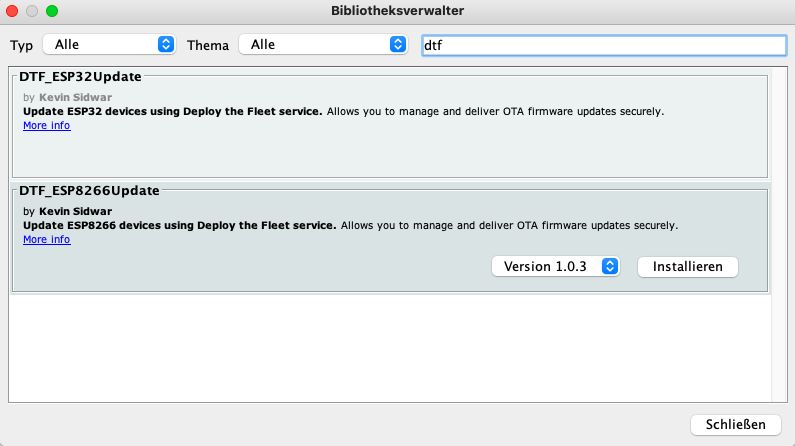 Bibliotheksverwalter
Typ Alle Thema Alle dtf
DTF_ESP32Update
by Kevin Sidwar
Update ESP32 devices using Deploy the Fleet service. Allows you to manage and deliver OTA firmware updates securely.
More info
DTF_ESP8266Update
by Kevin Sidwar
Update ESP8266 devices using Deploy the Fleet service. Allows you to manage and deliver OTA firmware updates securely.
More info
Version 1.0.3 Installieren
Schließen